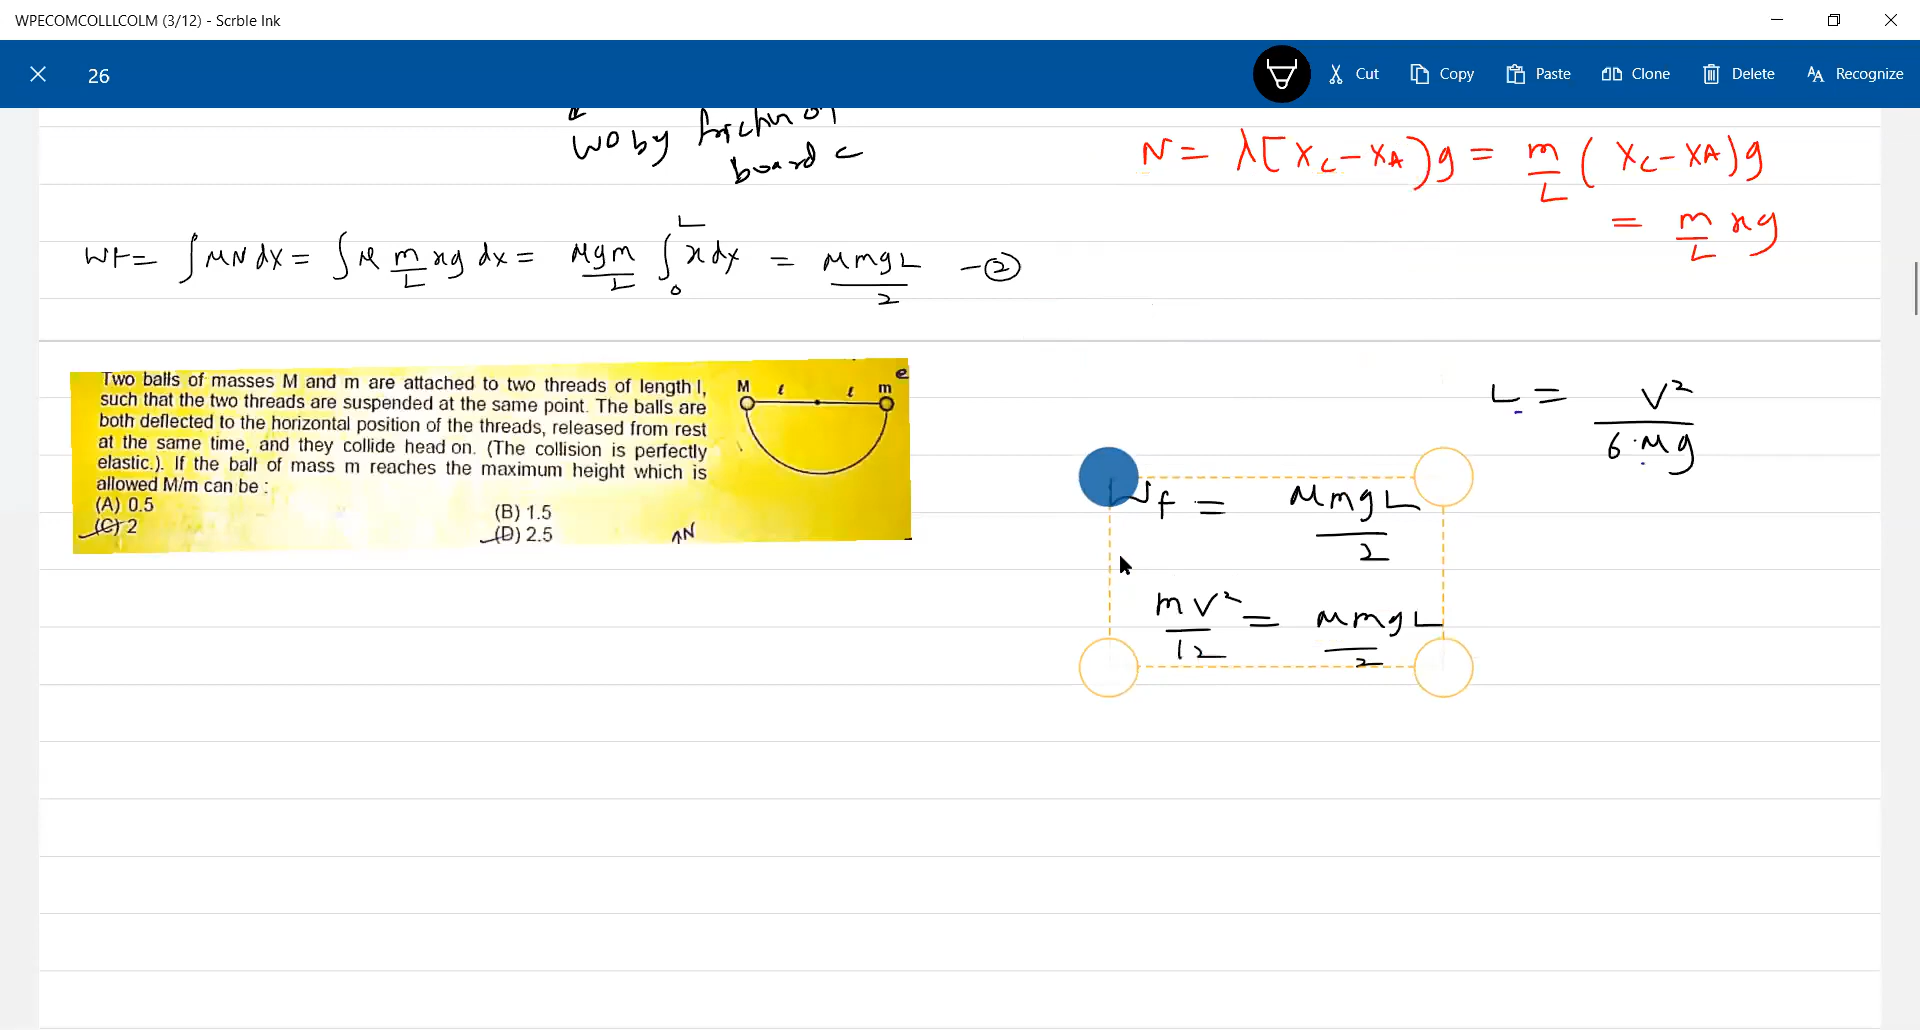 WPECOMCOLLLCOLM (3/12) - Scrble Ink
26
Cut Copy Paste Clone Delete Recognize
WD by friction of
board c
N = λ[xC-xA)g = m/L (xC-xA)g
= m/L xg
Wf = ∫μNdx = ∫μ m/L xg dx = μgm/L ∫₀ᴸ x dx = μmgL/2 -②
Two balls of masses M and m are attached to two threads of length l,
such that the two threads are suspended at the same point. The balls are
both deflected to the horizontal position of the threads, released from rest
at the same time, and they collide head on. (The collision is perfectly
elastic.). If the ball of mass m reaches the maximum height which is
allowed M/m can be :
(A) 0.5
(B) 1.5
(C) 2
(D) 2.5
M ℓ ℓ m e
↑N
L = v²/6μg
Wf = μmgL/2
mv²/12 = μmgL/2